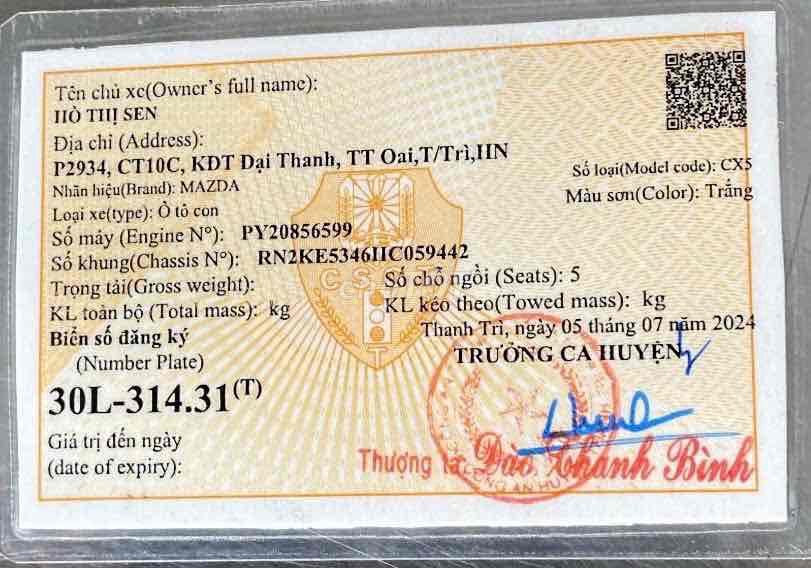 Tên chủ xe(Owner's full name):
HỒ THỊ SEN
Địa chỉ (Address):
P2934, CT10C, KĐT Đại Thanh, TT Oai,T/Trì,HN
Nhãn hiệu(Brand): MAZDA
Số loại(Model code): CX5
Loại xe(type): Ô tô con
Màu sơn(Color): Trắng
Số máy (Engine N°): PY20856599
Số khung(Chassis N°): RN2KE5346HC059442
Trọng tải(Gross weight):
Số chỗ ngồi (Seats): 5
KL toàn bộ (Total mass): kg
KL kéo theo(Towed mass): kg
Biển số đăng ký
(Number Plate)
Thanh Trì, ngày 05 tháng 07 năm 2024
TRƯỞNG CA HUYỆN
30L-314.31(T)
Giá trị đến ngày
(date of expiry):
Thượng tá Đào Thanh Bình